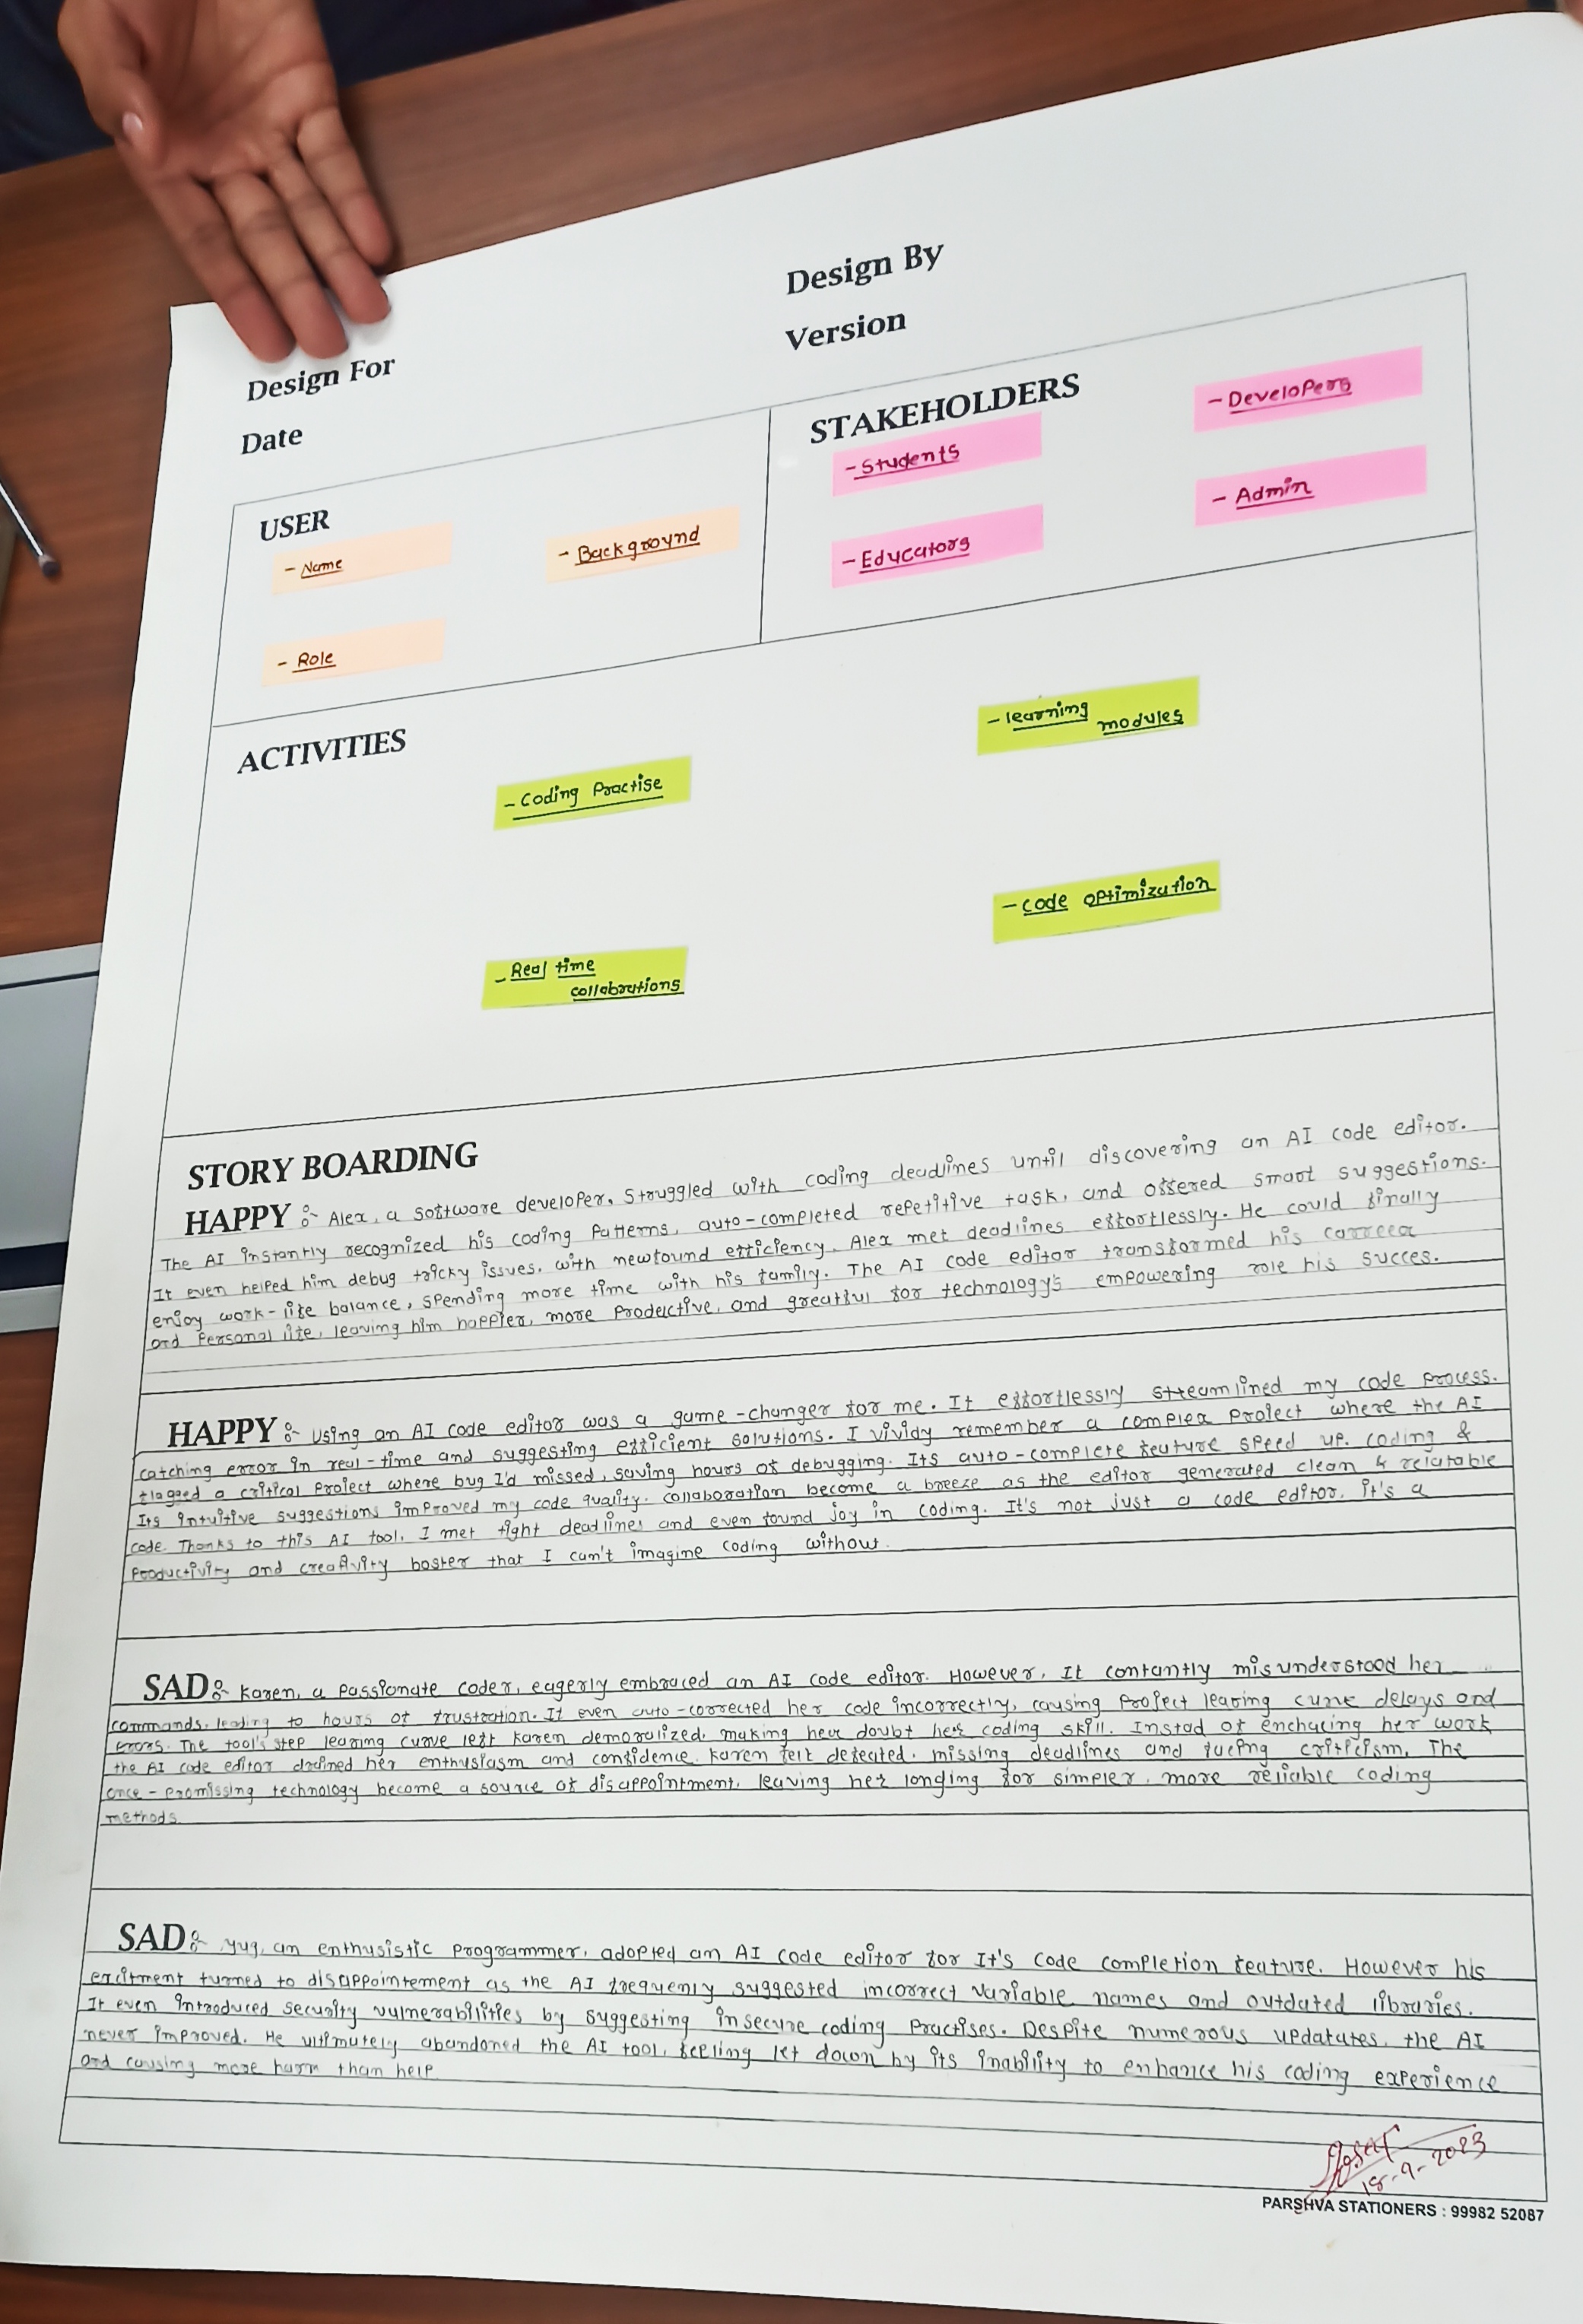 Design For
Design By
Date
Version
USER
- Name
- Background
- Role
STAKEHOLDERS
- Students
- Developers
- Educators
- Admin
ACTIVITIES
- Coding Practise
- learning modules
- Real time
collabrations
- code optimization
STORY BOARDING
HAPPY :- Alex, a software developer, struggled with coding deadlines until discovering an AI code editor.
The AI instantly recognized his coding patterns, auto-completed repetitive task, and offered smart suggestions.
It even helped him debug tricky issues. with newfound efficiency, Alex met deadlines effortlessly. He could finally
enjoy work-life balance, spending more time with his family. The AI code editor transformed his carreer
and Personal life, leaving him happier, more productive, and greatful for technology's empowering role his succes.
HAPPY :- using an AI code editor was a game-changer for me. It effortlessly streamlined my code process.
catching error in real-time and suggesting efficient solutions. I vividy remember a complex project where the AI
flagged a critical project where bug I'd missed, saving hours of debugging. Its auto-complete feature speed up. coding &
Its intuitive suggestions improved my code quality. collaboration become a breeze as the editor generated clean & relatable
code. Thanks to this AI tool, I met tight deadlines and even found joy in coding. It's not just a code editor, it's a
productivity and creativity boster that I can't imagine coding without.
SAD :- Karen, a passionate coder, eagerly embraced an AI code editor. However, It contantly misunderstood her
commands, leading to hours of frustration. It even auto-corrected her code incorrectly, causing project learing curve delays and
errors. The tool's step learning curve left Karen demoralized, making her doubt her coding skill. Instad of enchacing her work
the AI code editor drained her enthusiasm and confidence. Karen felt defeated, missing deadlines and facing criticism. The
once-promissing technology become a source of disappointment, leaving her longing for simpler, more reliable coding
methods.
SAD :- Yug, an enthusistic programmer, adopted an AI code editor for It's code completion feature. However his
exitment turned to disappointement as the AI frequenly suggested incorrect variable names and outdated libraries.
It even introduced security vulnerabilities by suggesting insecure coding practises. Despite numerous updatates, the AI
never improved. He ultimately abandoned the AI tool, feeling let down by its inability to enhance his coding experience
and causing more harm than help.
18-9-2023
PARSHVA STATIONERS : 99982 52087